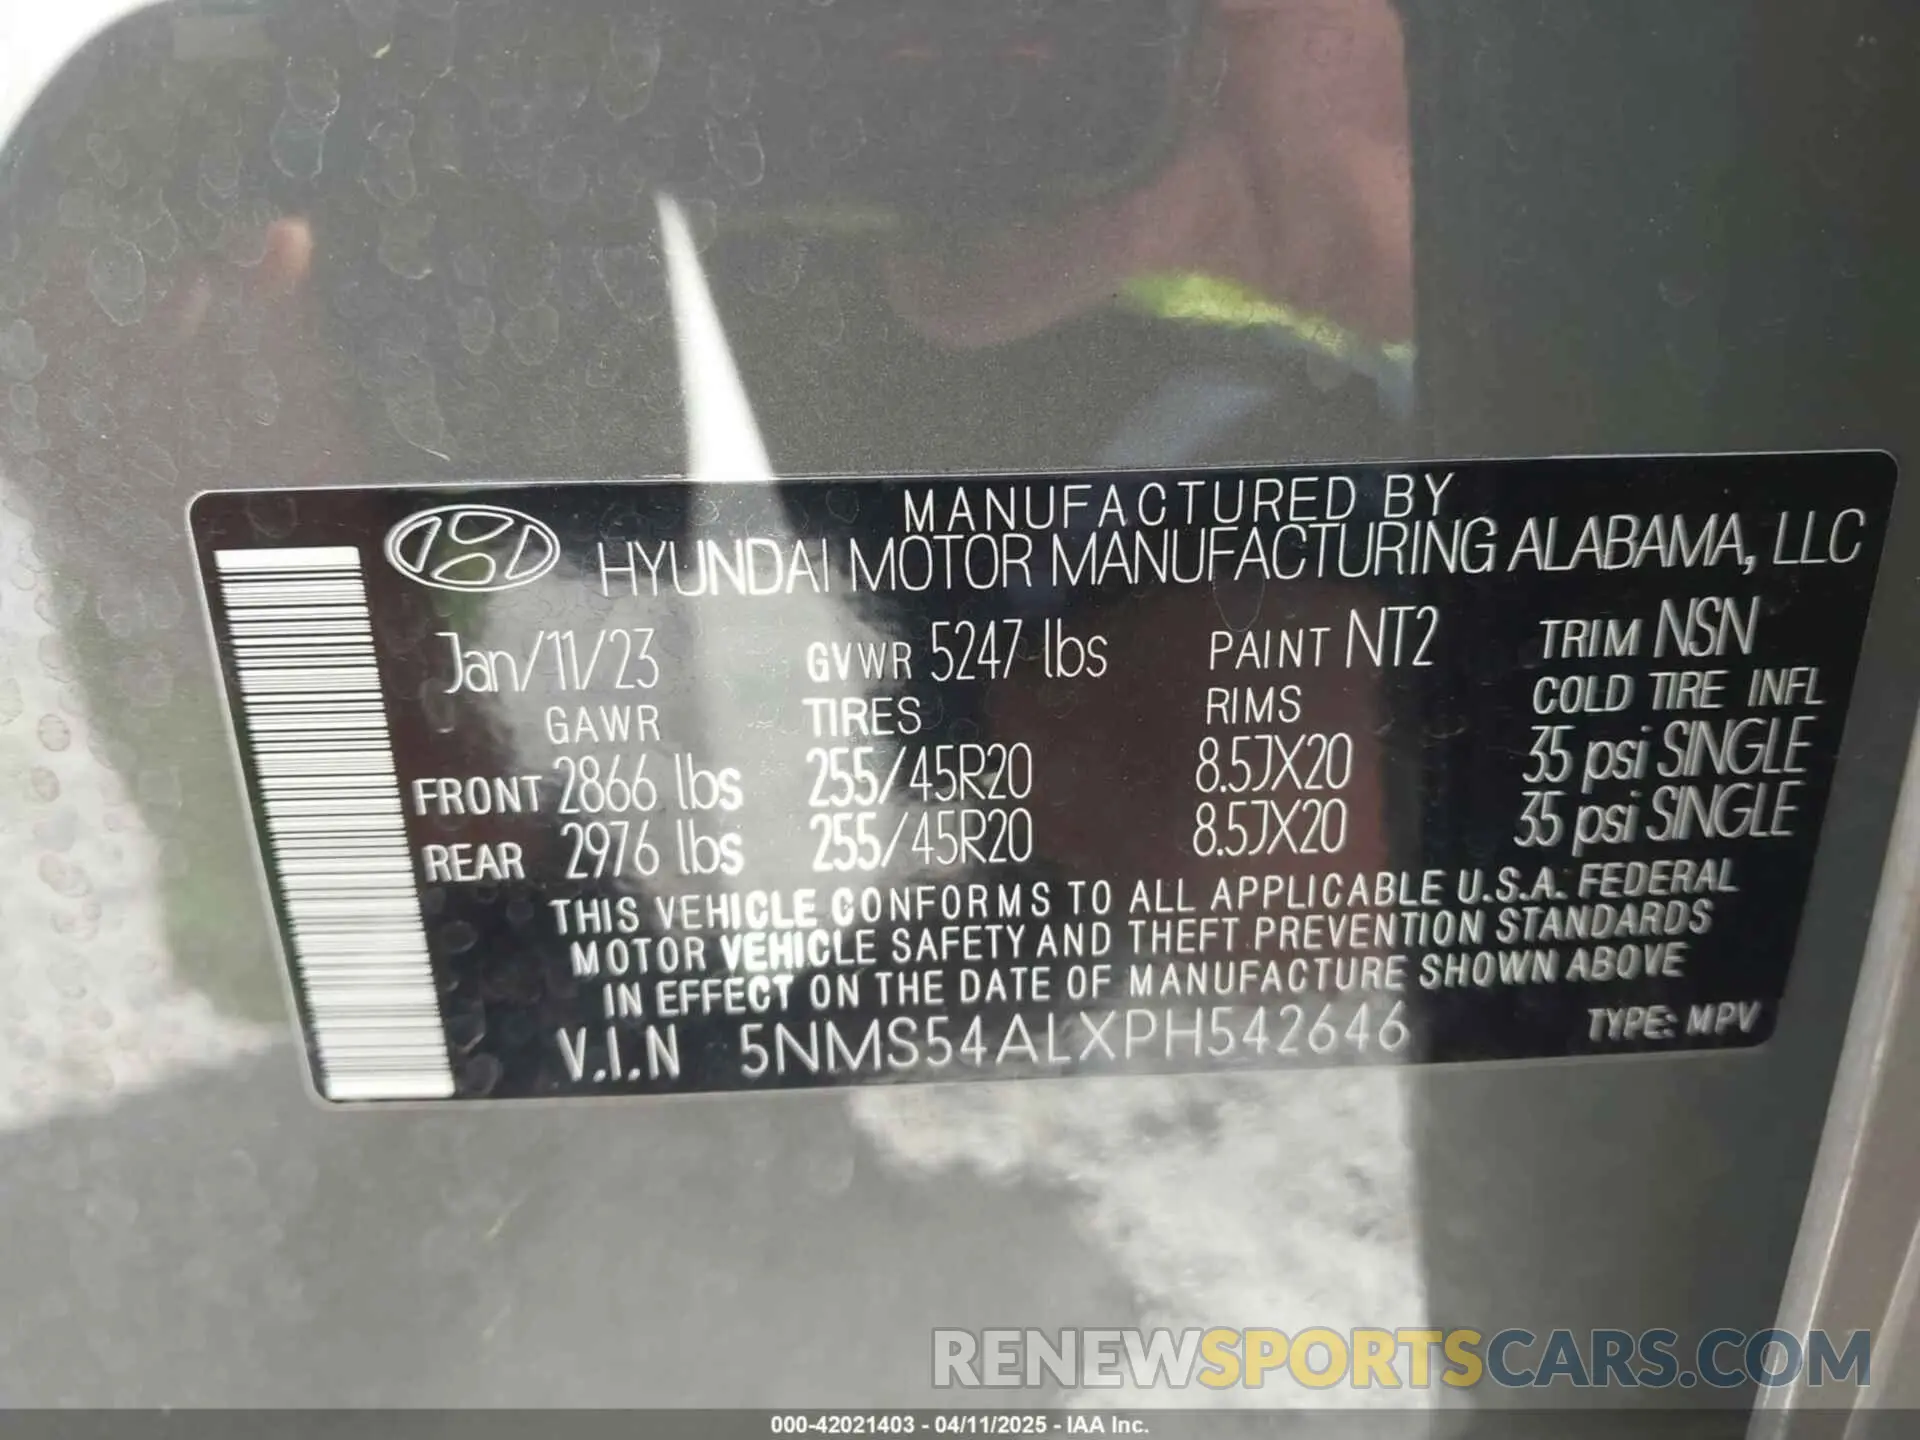 MANUFACTURED BY
HYUNDAI MOTOR MANUFACTURING ALABAMA, LLC
Jan/11/23 GVWR 5247 lbs PAINT NT2 TRIM NSN
GAWR TIRES RIMS COLD TIRE INFL
FRONT 2866 lbs 255/45R20 8.5JX20 35 psi SINGLE
REAR 2976 lbs 255/45R20 8.5JX20 35 psi SINGLE
THIS VEHICLE CONFORMS TO ALL APPLICABLE U.S.A. FEDERAL
MOTOR VEHICLE SAFETY AND THEFT PREVENTION STANDARDS
IN EFFECT ON THE DATE OF MANUFACTURE SHOWN ABOVE
V.I.N 5NMS54ALXPH542646 TYPE: MPV
RENEWSPORTSCARS.COM
000-42021403 - 04/11/2025 - IAA Inc.